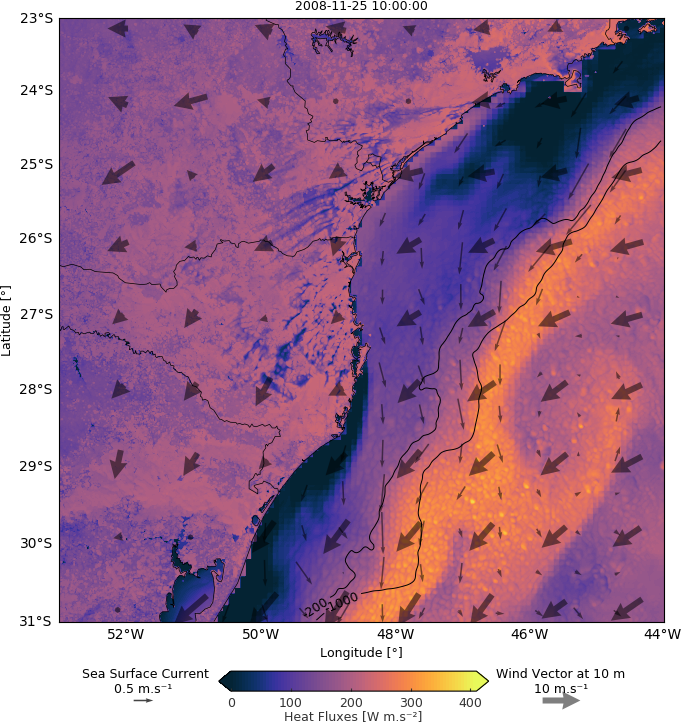 2008-11-25 10:00:00
23°S
24°S
25°S
26°S
27°S
28°S
29°S
30°S
31°S
Latitude [°]
200
1000
52°W 50°W 48°W 46°W 44°W
Longitude [°]
Sea Surface Current
0.5 m.s⁻¹
Wind Vector at 10 m
10 m.s⁻¹
0 100 200 300 400
Heat Fluxes [W m.s⁻²]